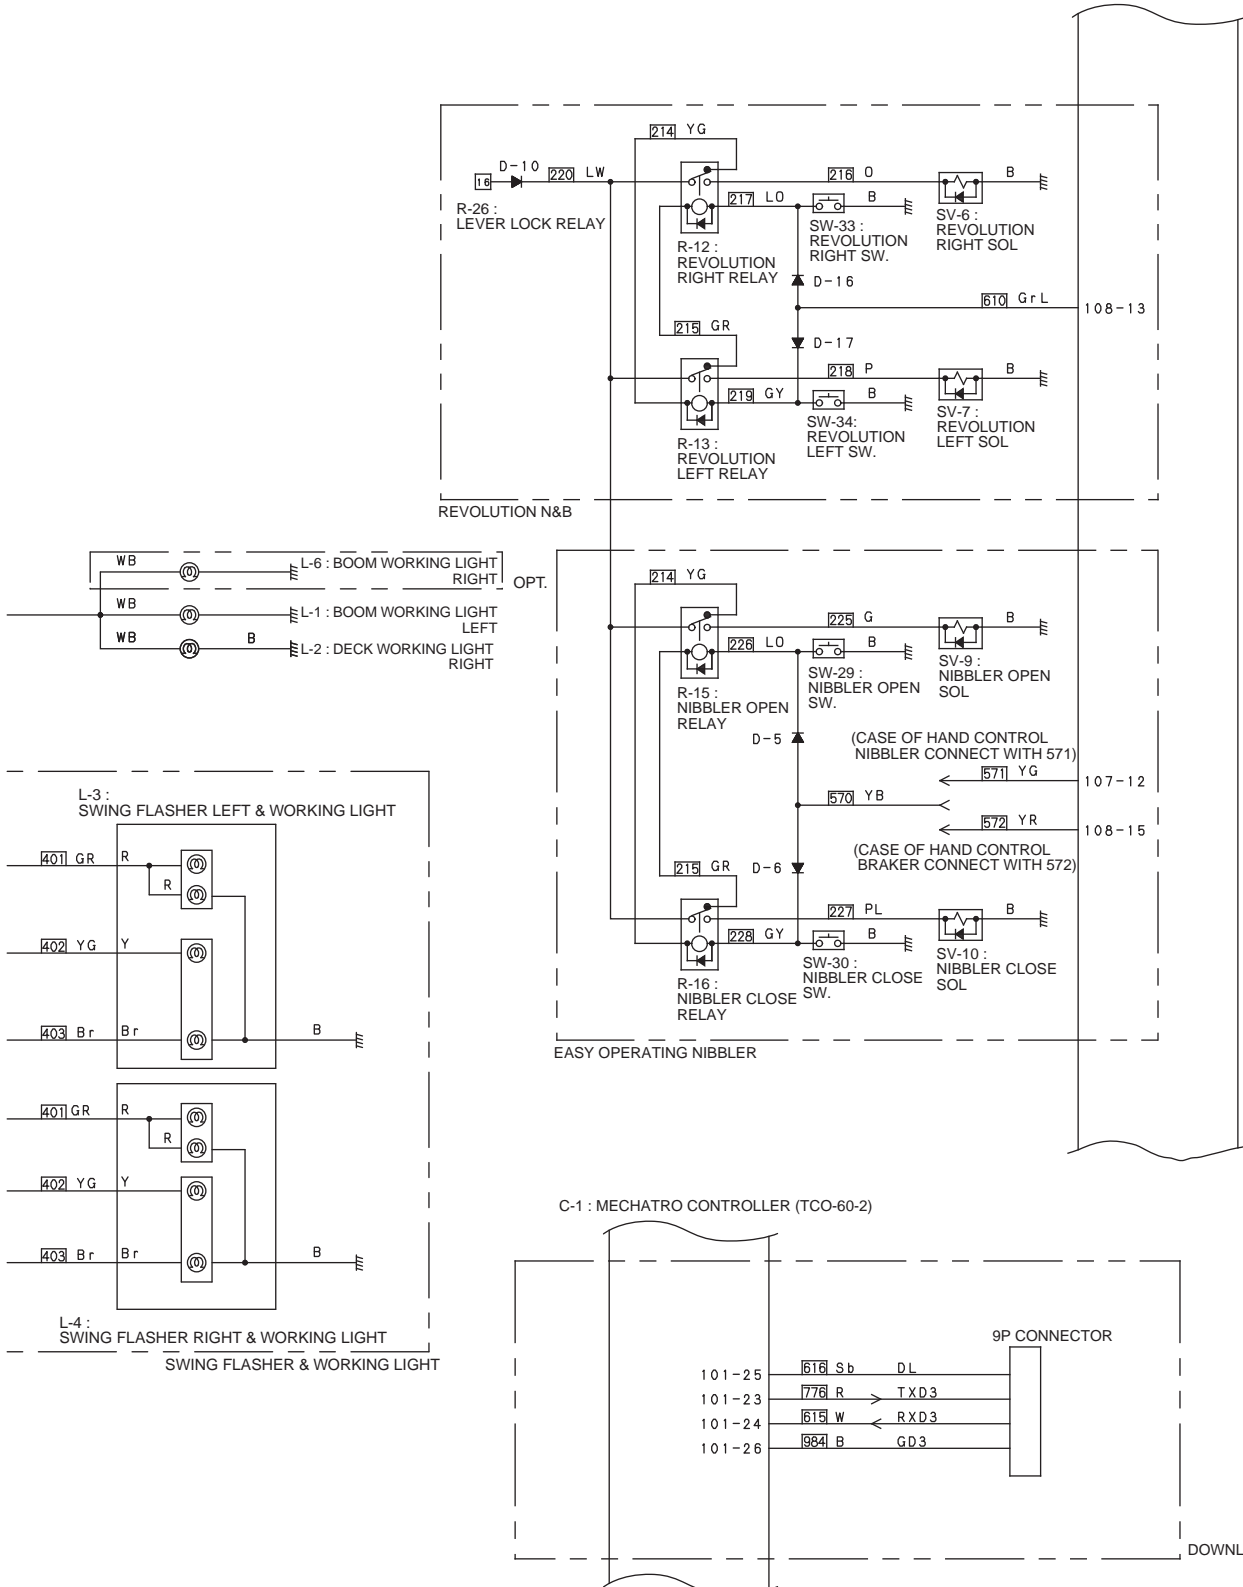 214 YG
D-10
16
220 LW
216 O
B
217 LO
B
R-26 :
LEVER LOCK RELAY
SV-6 :
REVOLUTION
RIGHT SOL
SW-33 :
REVOLUTION
RIGHT SW.
R-12 :
REVOLUTION
RIGHT RELAY
D-16
610 GrL
108-13
215 GR
D-17
218 P
B
219 GY
B
SV-7 :
REVOLUTION
LEFT SOL
SW-34:
REVOLUTION
LEFT SW.
R-13 :
REVOLUTION
LEFT RELAY
REVOLUTION N&B
WB
L-6 : BOOM WORKING LIGHT
RIGHT
OPT.
WB
L-1 : BOOM WORKING LIGHT
LEFT
WB
B
L-2 : DECK WORKING LIGHT
RIGHT
214 YG
225 G
B
226 LO
B
SV-9 :
NIBBLER OPEN
SOL
SW-29 :
NIBBLER OPEN
SW.
R-15 :
NIBBLER OPEN
RELAY
D-5
(CASE OF HAND CONTROL
NIBBLER CONNECT WITH 571)
571 YG
107-12
570 YB
572 YR
108-15
(CASE OF HAND CONTROL
BRAKER CONNECT WITH 572)
215 GR
D-6
227 PL
B
228 GY
B
SV-10 :
NIBBLER CLOSE
SOL
SW-30 :
NIBBLER CLOSE
SW.
R-16 :
NIBBLER CLOSE
RELAY
EASY OPERATING NIBBLER
L-3 :
SWING FLASHER LEFT & WORKING LIGHT
401 GR
R
R
402 YG
Y
403 Br
Br
B
401 GR
R
R
402 YG
Y
403 Br
Br
B
L-4 :
SWING FLASHER RIGHT & WORKING LIGHT
SWING FLASHER & WORKING LIGHT
C-1 : MECHATRO CONTROLLER (TCO-60-2)
9P CONNECTOR
101-25
616 Sb
DL
101-23
776 R
TXD3
101-24
615 W
RXD3
101-26
984 B
GD3
DOWNL